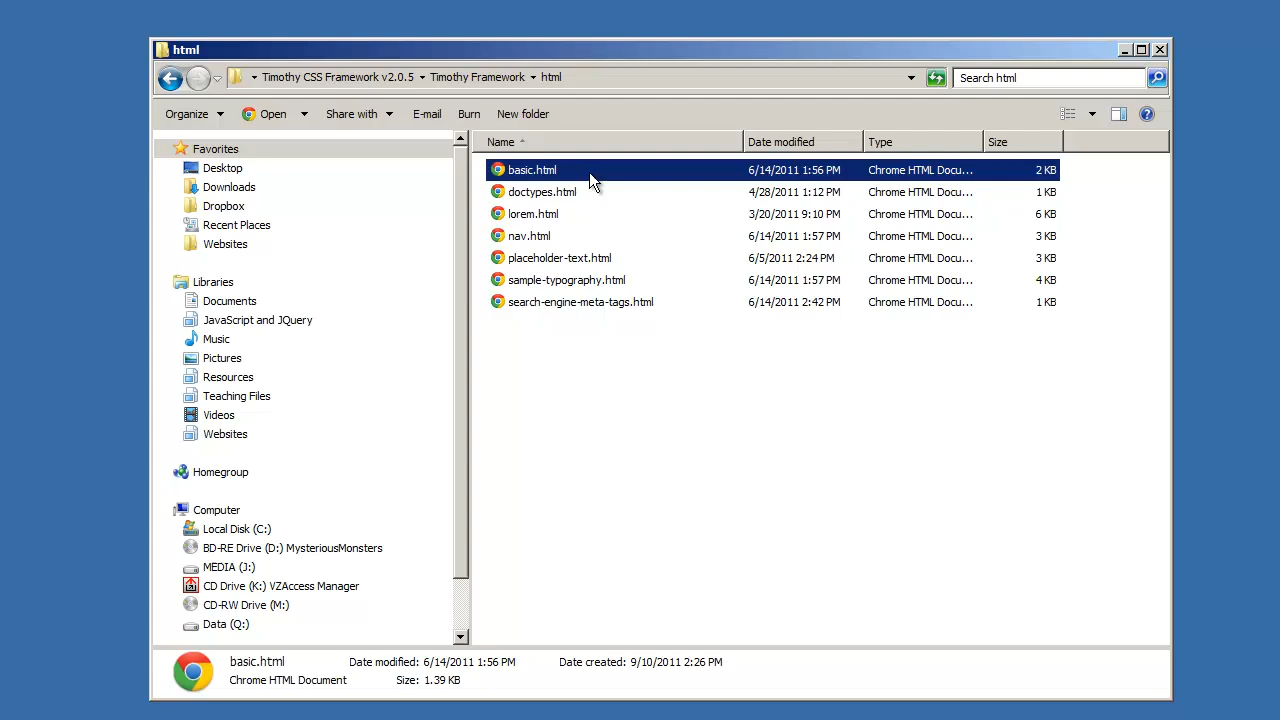 html
Timothy CSS Framework v2.0.5 Timothy Framework html
Search html
Organize Open Share with E-mail Burn New folder
Name Date modified Type Size
Favorites
Desktop
Downloads
Dropbox
Recent Places
Websites
Libraries
Documents
JavaScript and JQuery
Music
Pictures
Resources
Teaching Files
Videos
Websites
Homegroup
Computer
Local Disk (C:)
BD-RE Drive (D:) MysteriousMonsters
MEDIA (J:)
CD Drive (K:) VZAccess Manager
CD-RW Drive (M:)
Data (Q:)
basic.html 6/14/2011 1:56 PM Chrome HTML Docu... 2 KB
doctypes.html 4/28/2011 1:12 PM Chrome HTML Docu... 1 KB
lorem.html 3/20/2011 9:10 PM Chrome HTML Docu... 6 KB
nav.html 6/14/2011 1:57 PM Chrome HTML Docu... 3 KB
placeholder-text.html 6/5/2011 2:24 PM Chrome HTML Docu... 3 KB
sample-typography.html 6/14/2011 1:57 PM Chrome HTML Docu... 4 KB
search-engine-meta-tags.html 6/14/2011 2:42 PM Chrome HTML Docu... 1 KB
basic.html Date modified: 6/14/2011 1:56 PM Date created: 9/10/2011 2:26 PM
Chrome HTML Document Size: 1.39 KB